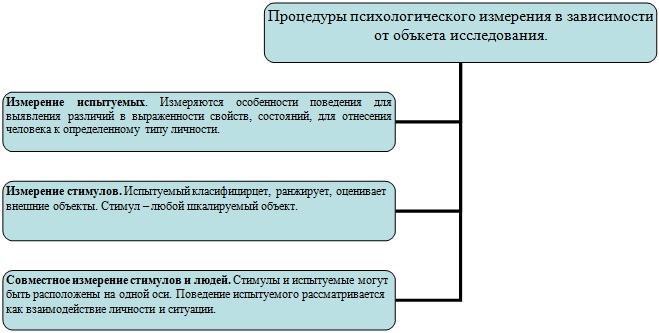 Процедуры психологического измерения в зависимости
от объкета исследования.
Измерение испытуемых. Измеряются особенности поведения для
выявления различий в выраженности свойств, состояний, для отнесения
человека к определенному типу личности.
Измерение стимулов. Испытуемый класифицирцет, ранжирует, оценивает
внешние объекты. Стимул – любой шкалируемый объект.
Совместное измерение стимулов и людей. Стимулы и испытуемые могут
быть расположены на одной оси. Поведение испытуемого рассматривается
как взаимодействие личности и ситуации.